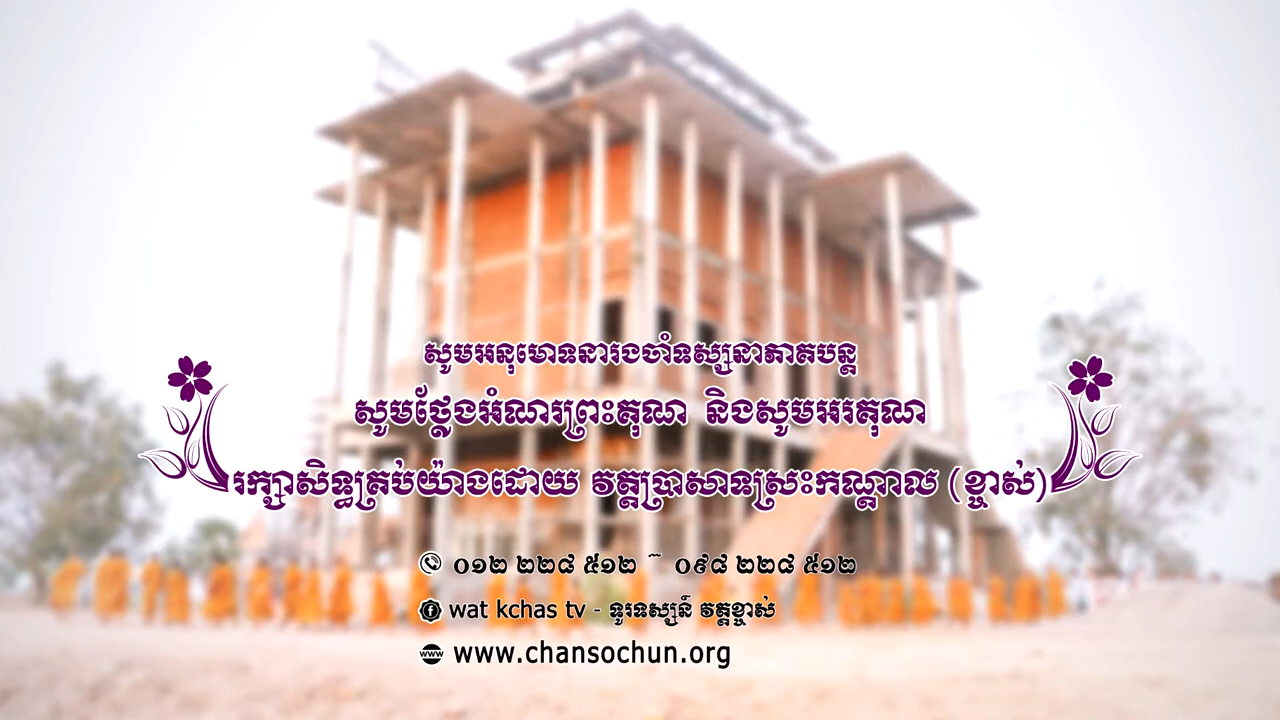 សូមអនុមោទនារងចាំទស្សនាភាគបន្ត
សូមថ្លែងអំណរព្រះគុណ និងសូមអរគុណ
រក្សាសិទ្ធគ្រប់យ៉ាងដោយ វត្តប្រាសាទស្រះកណ្ដាល (ខ្ចាស់)
០១២ ២២៨ ៥១២ ~ ០៩៨ ២២៨ ៥១២
wat kchas tv - ទូរទស្សន៍ វត្តខ្ចាស់
www.chansochun.org